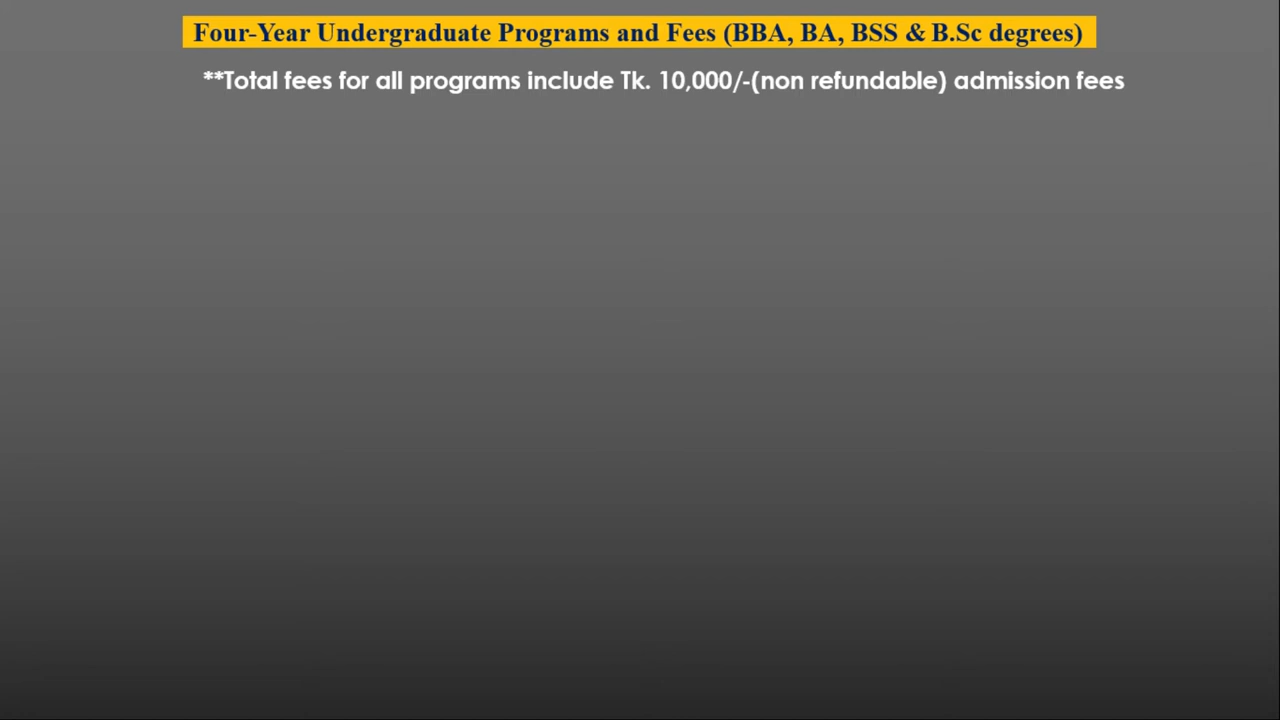 Four-Year Undergraduate Programs and Fees (BBA, BA, BSS & B.Sc degrees)
**Total fees for all programs include Tk. 10,000/-(non refundable) admission fees